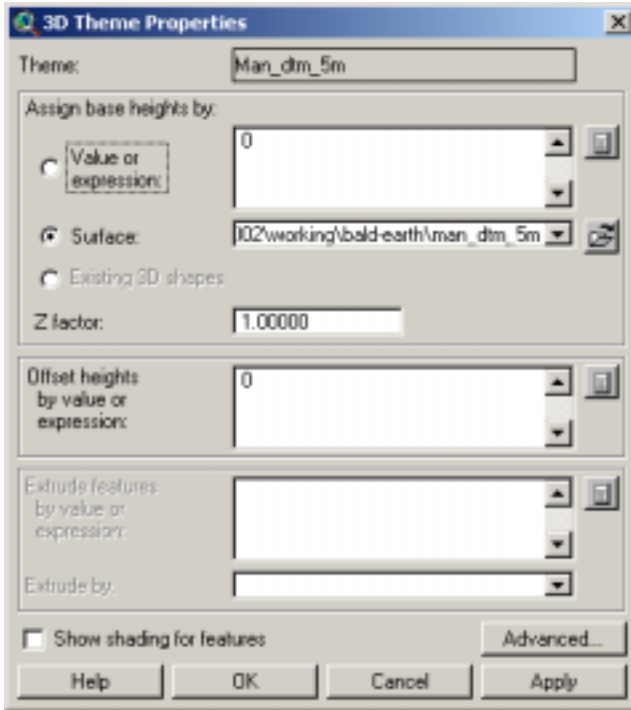 3D Theme Properties
Theme: Man_dtm_5m
Assign base heights by:
Value or
expression:
0
Surface: 002\working\bald-earth\man_dtm_5m
Existing 3D shapes
Z factor: 1.00000
Offset heights
by value or
expression:
0
Extrude features
by value or
expression:
Extrude by:
Show shading for features
Advanced...
Help OK Cancel Apply